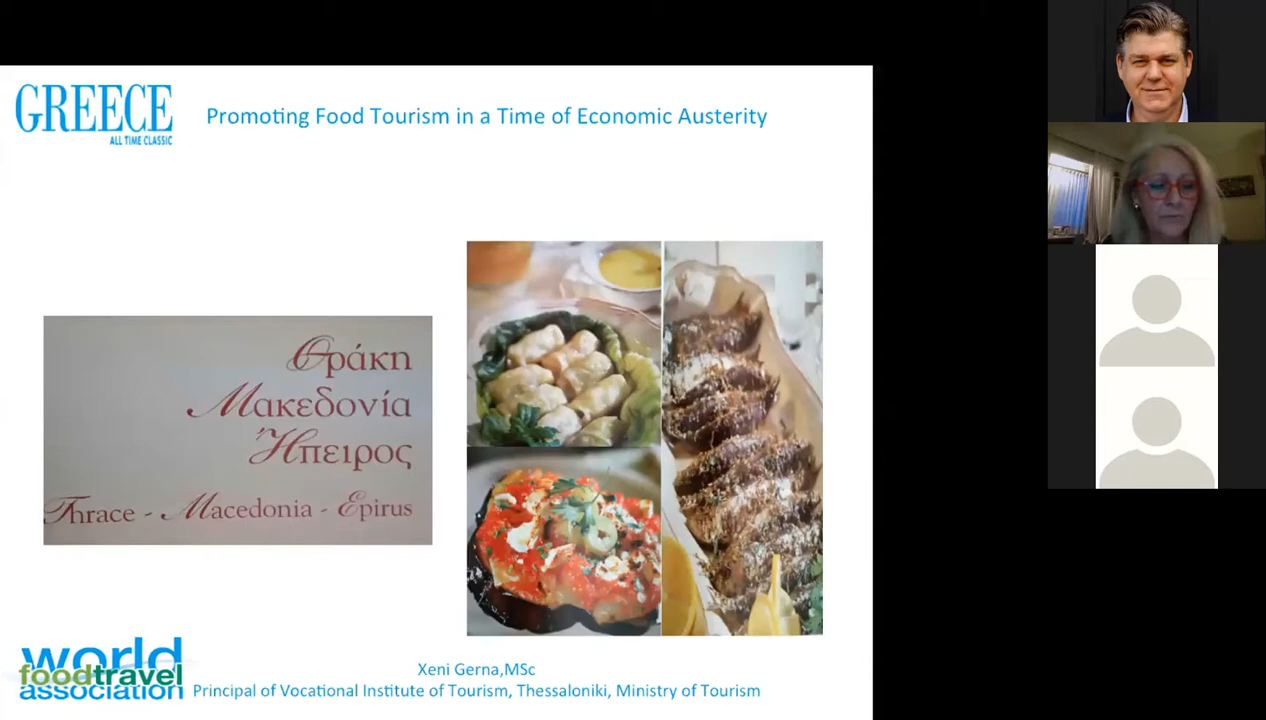 GREECE
ALL TIME CLASSIC
Promoting Food Tourism in a Time of Economic Austerity
Θράκη
Μακεδονία
Ήπειρος
Thrace - Macedonia - Epirus
world
foodtravel
association
Xeni Gerna,MSc
Principal of Vocational Institute of Tourism, Thessaloniki, Ministry of Tourism